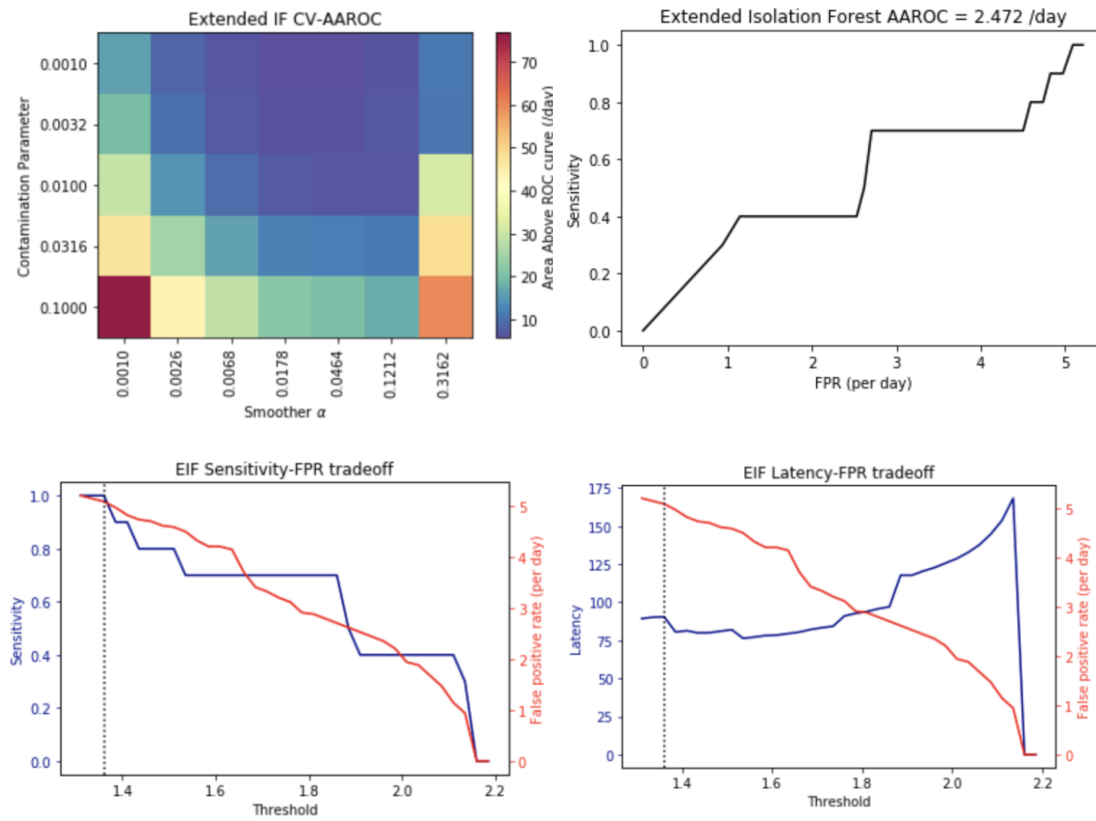 Extended IF CV-AAROC
Contamination Parameter
0.0010
0.0032
0.0100
0.0316
0.1000
0.0010
0.0026
0.0068
0.0178
0.0464
0.1212
0.3162
Smoother α
70
60
50
40
30
20
10
Area Above ROC curve (/day)
Extended Isolation Forest AAROC = 2.472 /day
Sensitivity
1.0
0.8
0.6
0.4
0.2
0.0
0 1 2 3 4 5
FPR (per day)
EIF Sensitivity-FPR tradeoff
Sensitivity
1.0
0.8
0.6
0.4
0.2
0.0
1.4 1.6 1.8 2.0 2.2
Threshold
5
4
3
2
1
0
False positive rate (per day)
EIF Latency-FPR tradeoff
Latency
175
150
125
100
75
50
25
0
1.4 1.6 1.8 2.0 2.2
Threshold
5
4
3
2
1
0
False positive rate (per day)